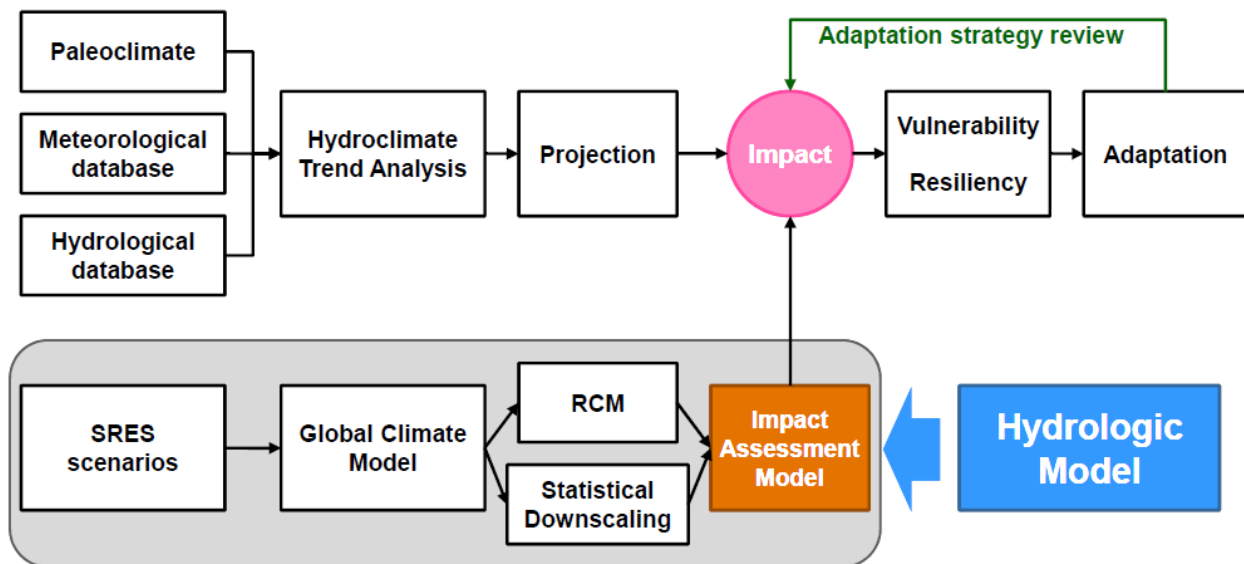 Adaptation strategy review
Paleoclimate
Meteorological
database
Hydrological
database
Hydroclimate
Trend Analysis
Projection
Impact
Vulnerability
Resiliency
Adaptation
SRES
scenarios
Global Climate
Model
RCM
Statistical
Downscaling
Impact
Assessment
Model
Hydrologic
Model